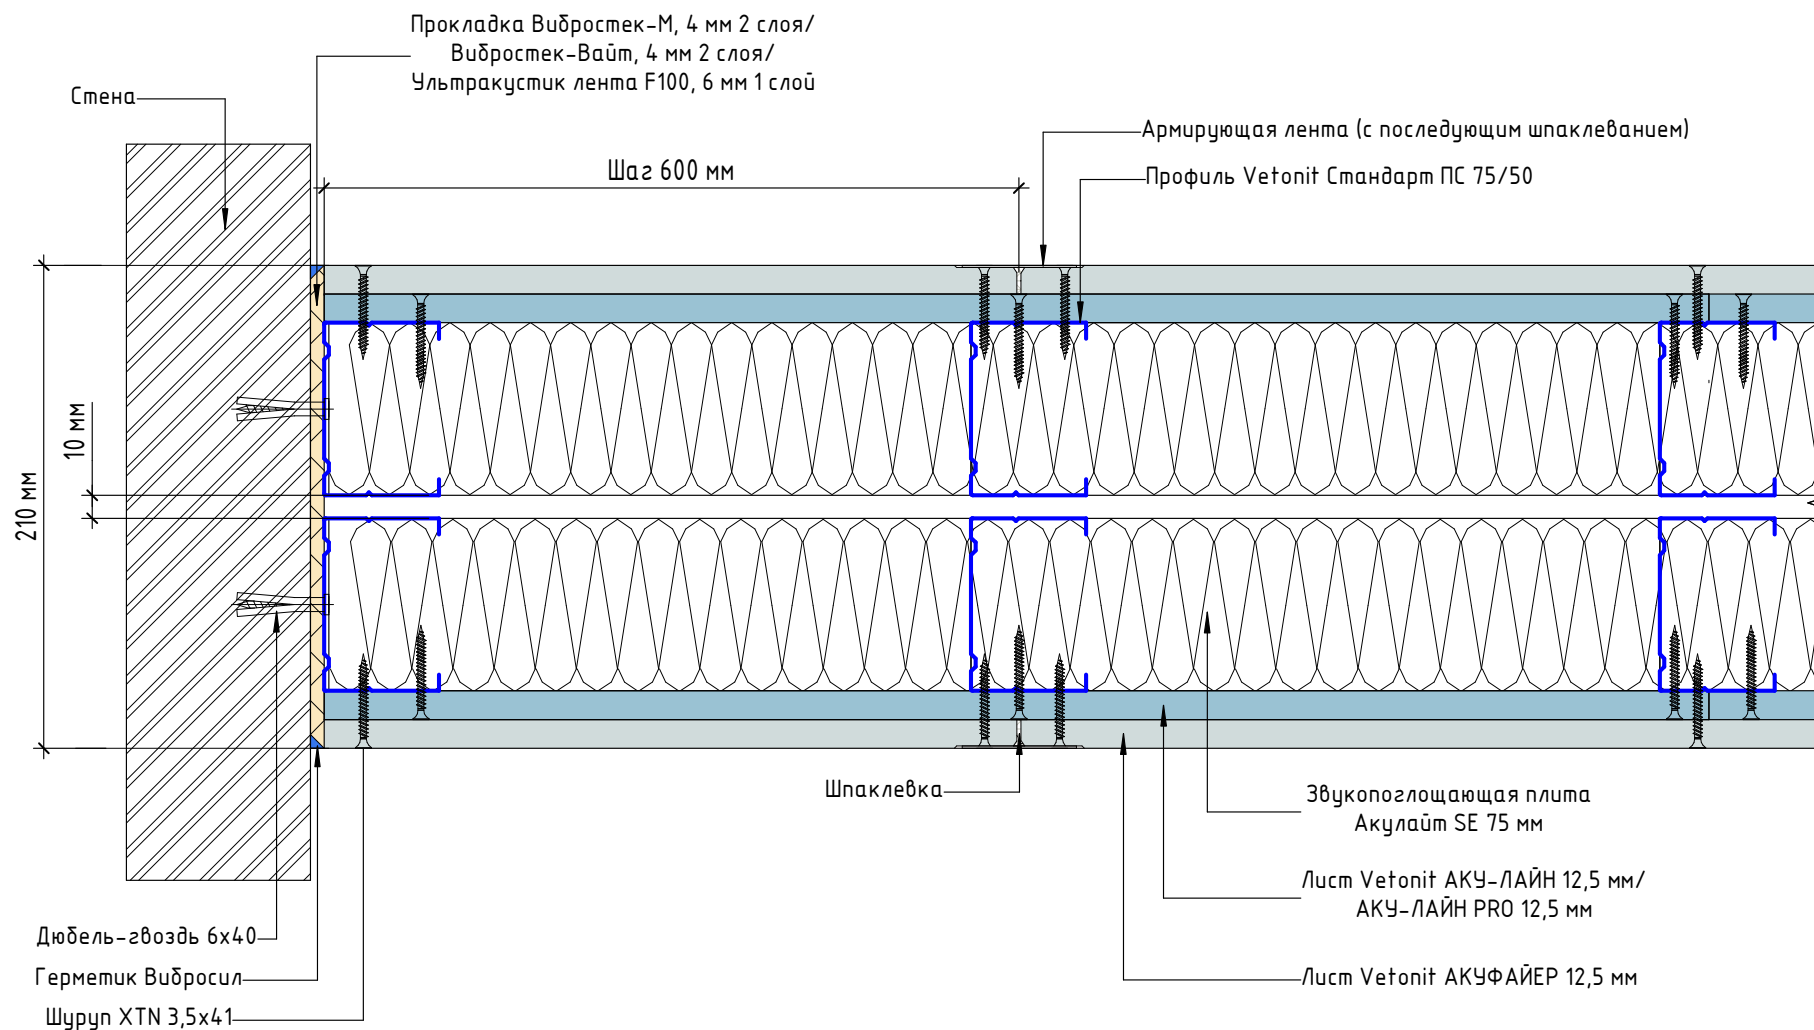 Прокладка Вибростек-М, 4 мм 2 слоя/
Вибростек-Вайт, 4 мм 2 слоя/
Ультракустик лента F100, 6 мм 1 слой
Стена
Армирующая лента (с последующим шпаклеванием)
Шаг 600 мм
Профиль Vetonit Стандарт ПС 75/50
10 мм
210 мм
Шпаклевка
Звукопоглощающая плита
Акулайт SE 75 мм
Лист Vetonit АКУ-ЛАЙН 12,5 мм/
АКУ-ЛАЙН PRO 12,5 мм
Дюбель-гвоздь 6х40
Герметик Вибросил
Лист Vetonit АКУФАЙЕР 12,5 мм
Шуруп XTN 3,5х41